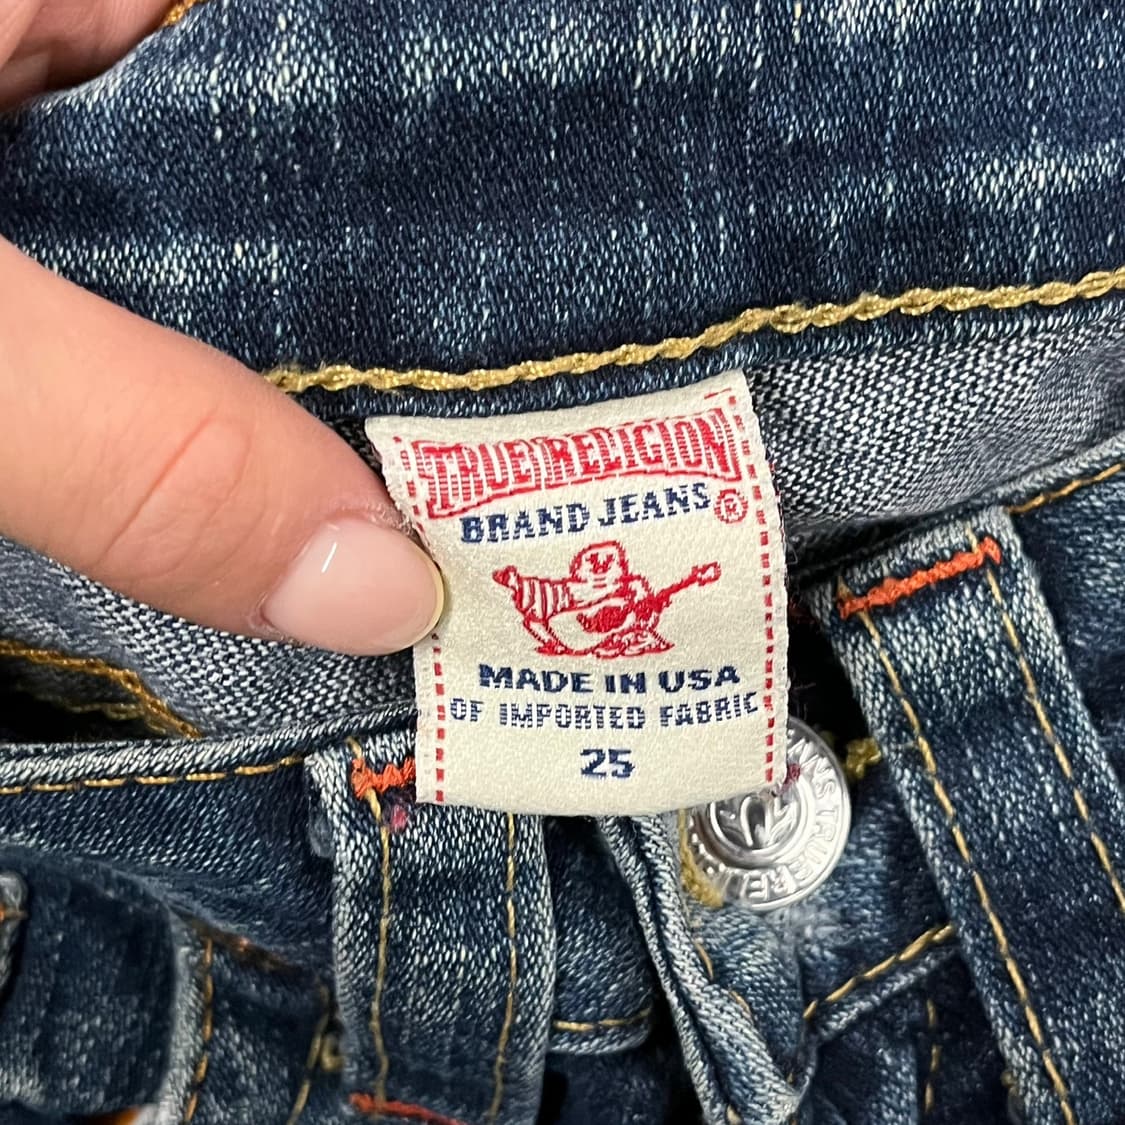 TRUE RELIGION
BRAND JEANS®
MADE IN USA
OF IMPORTED FABRIC
25